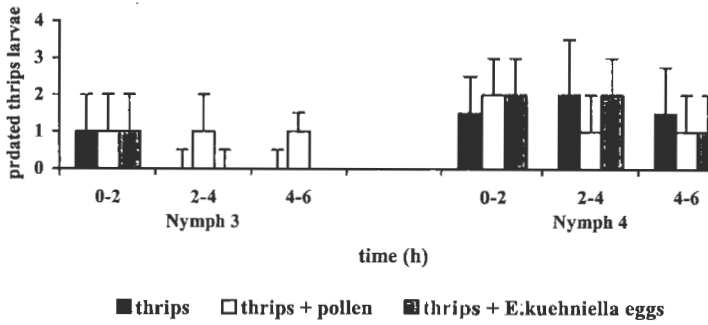 prdated thrips larvae
4
3
2
1
0
0-2 2-4 4-6 0-2 2-4 4-6
Nymph 3 Nymph 4
time (h)
thrips thrips + pollen thrips + E.kuehniella eggs